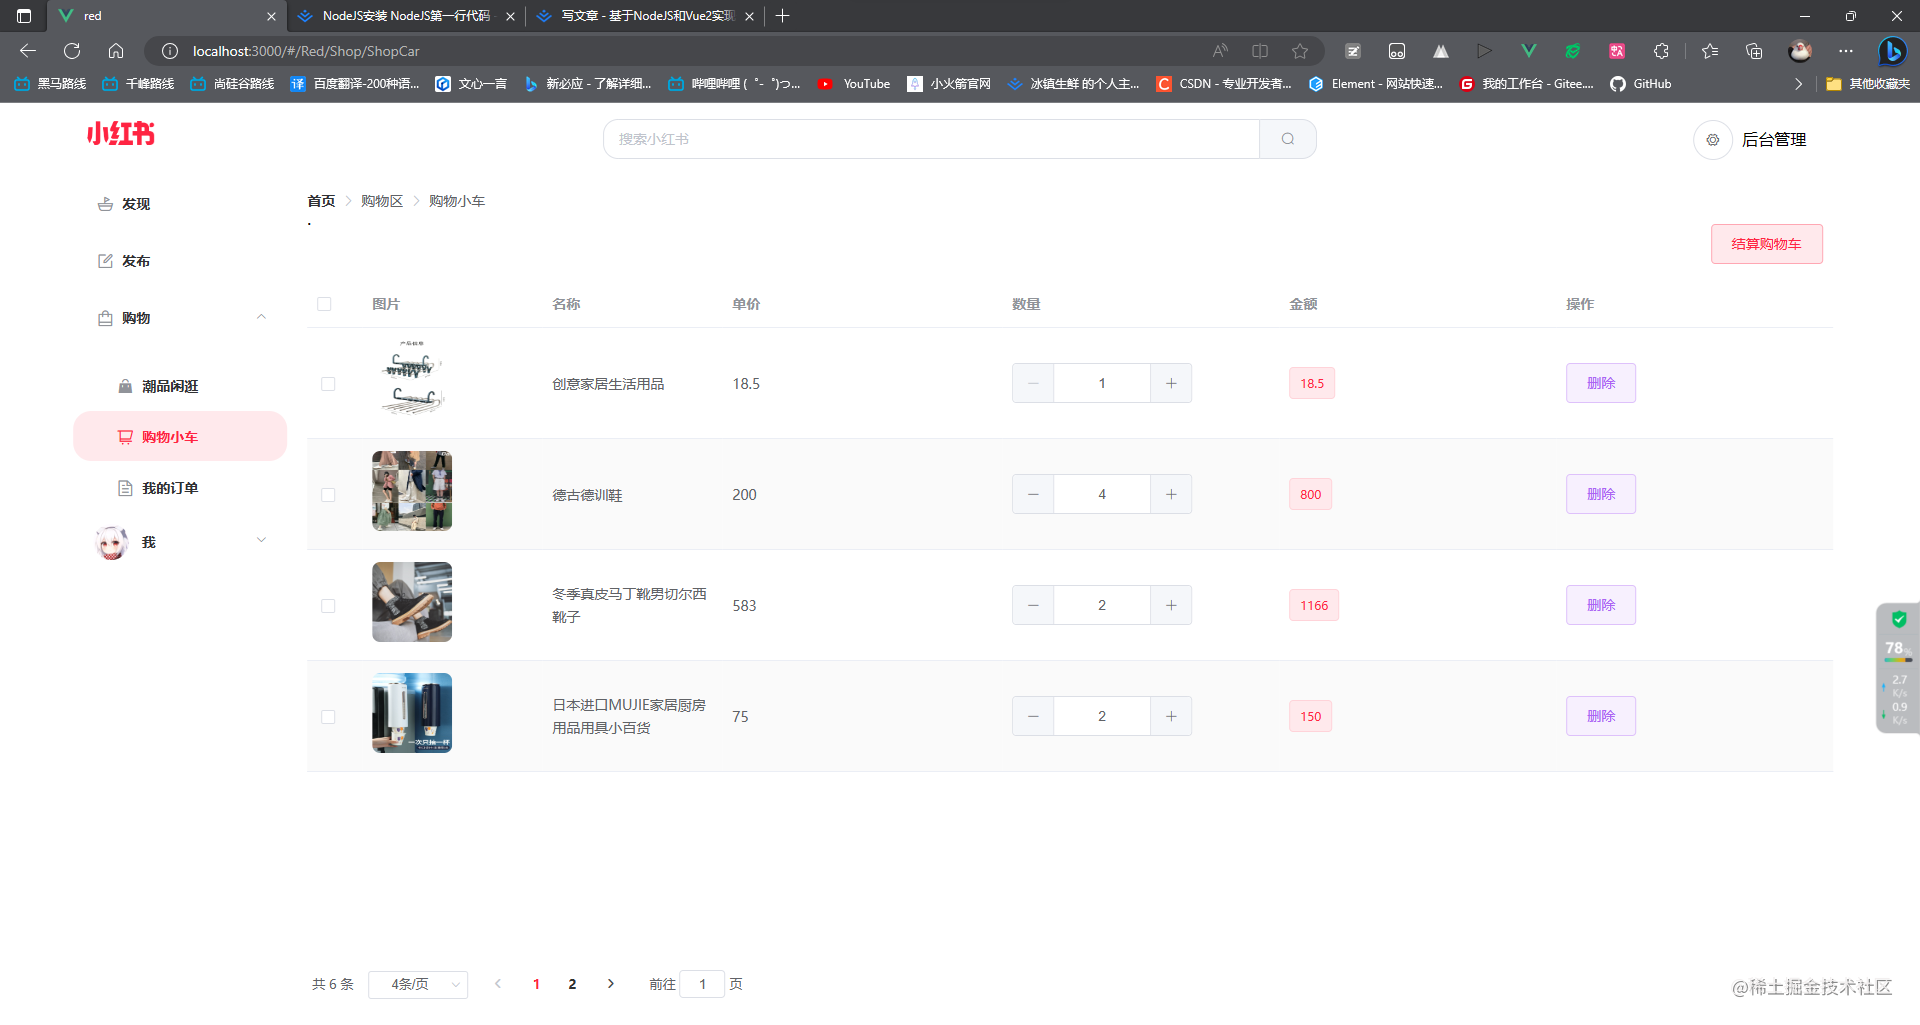 red
NodeJS安装 NodeJS第一行代码
写文章 - 基于NodeJS和Vue2实现
localhost:3000/#/Red/Shop/ShopCar
黑马路线
千峰路线
尚硅谷路线
百度翻译-200种语...
文心一言
新必应 - 了解详细...
哔哩哔哩 (゜-゜)つ...
YouTube
小火箭官网
冰镇生鲜 的个人主...
CSDN - 专业开发者...
Element - 网站快速...
我的工作台 - Gitee....
GitHub
其他收藏夹
小红书
搜索小红书
后台管理
发现
发布
购物
潮品闲逛
购物小车
我的订单
我
首页 购物区 购物小车
.
结算购物车
图片 名称 单价 数量 金额 操作
创意家居生活用品 18.5 1 18.5 删除
德古德训鞋 200 4 800 删除
冬季真皮马丁靴男切尔西
靴子
583 2 1166 删除
日本进口MUJIE家居厨房
用品用具小百货
75 2 150 删除
一次只抽一杯
78%
2.7
K/s
0.9
K/s
共 6 条 4条/页 1 2 前往 1 页
@稀土掘金技术社区